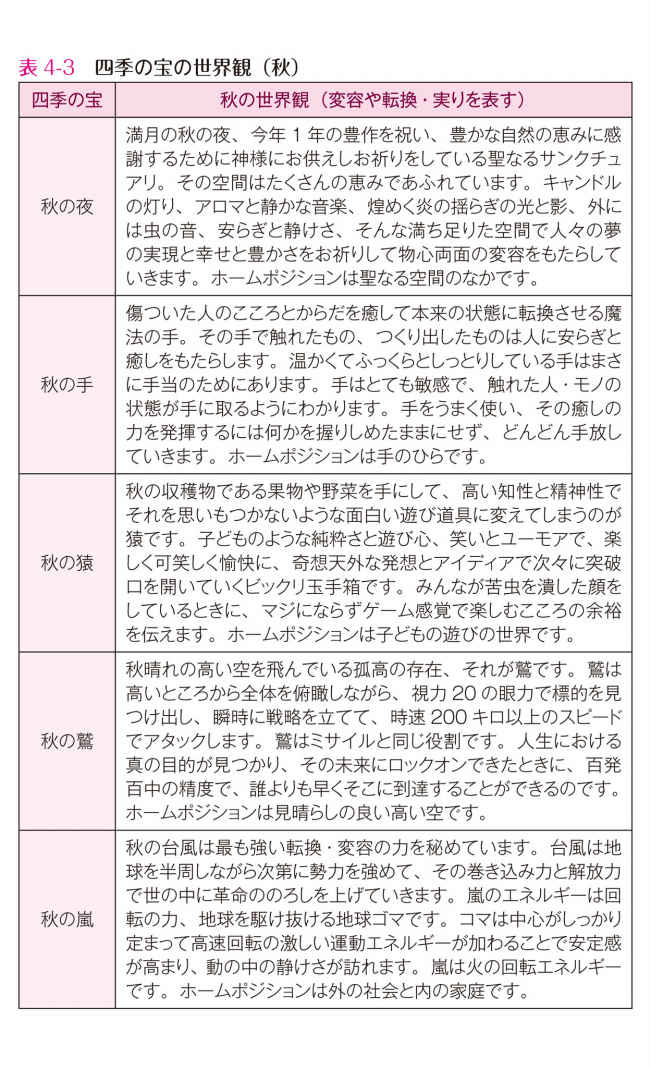 表 4-3　四季の宝の世界観（秋）
四季の宝　秋の世界観（変容や転換・実りを表す）
満月の秋の夜、今年 1 年の豊作を祝い、豊かな自然の恵みに感
謝するために神様にお供えしお祈りをしている聖なるサンクチュ
アリ。その空間はたくさんの恵みであふれています。キャンドル
秋の夜　の灯り、アロマと静かな音楽、煌めく炎の揺らぎの光と影、外に
は虫の音、安らぎと静けさ、そんな満ち足りた空間で人々の夢
の実現と幸せと豊かさをお祈りして物心両面の変容をもたらして
いきます。ホームポジションは聖なる空間のなかです。
傷ついた人のこころとからだを癒して本来の状態に転換させる魔
法の手。その手で触れたもの、つくり出したものは人に安らぎと
癒しをもたらします。温かくてふっくらとしっとりしている手はまさ
秋の手　に手当のためにあります。手はとても敏感で、触れた人・モノの
状態が手に取るようにわかります。手をうまく使い、その癒しの
力を発揮するには何かを握りしめたままにせず、どんどん手放し
ていきます。ホームポジションは手のひらです。
秋の収穫物である果物や野菜を手にして、高い知性と精神性で
それを思いもつかないような面白い遊び道具に変えてしまうのが
猿です。子どものような純粋さと遊び心、笑いとユーモアで、楽
秋の猿　しく可笑しく愉快に、奇想天外な発想とアイディアで次々に突破
口を開いていくビックリ玉手箱です。みんなが苦虫を潰した顔を
しているときに、マジにならずゲーム感覚で楽しむこころの余裕
を伝えます。ホームポジションは子どもの遊びの世界です。
秋晴れの高い空を飛んでいる孤高の存在、それが鷲です。鷲は
高いところから全体を俯瞰しながら、視力 20 の眼力で標的を見
つけ出し、瞬時に戦略を立てて、時速 200 キロ以上のスピード
秋の鷲　でアタックします。鷲はミサイルと同じ役割です。人生における
真の目的が見つかり、その未来にロックオンできたときに、百発
百中の精度で、誰よりも早くそこに到達することができるのです。
ホームポジションは見晴らしの良い高い空です。
秋の台風は最も強い転換・変容の力を秘めています。台風は地
球を半周しながら次第に勢力を強めて、その巻き込み力と解放力
で世の中に革命ののろしを上げていきます。嵐のエネルギーは回
秋の嵐　転の力、地球を駆け抜ける地球ゴマです。コマは中心がしっかり
定まって高速回転の激しい運動エネルギーが加わることで安定感
が高まり、動の中の静けさが訪れます。嵐は火の回転エネルギー
です。ホームポジションは外の社会と内の家庭です。